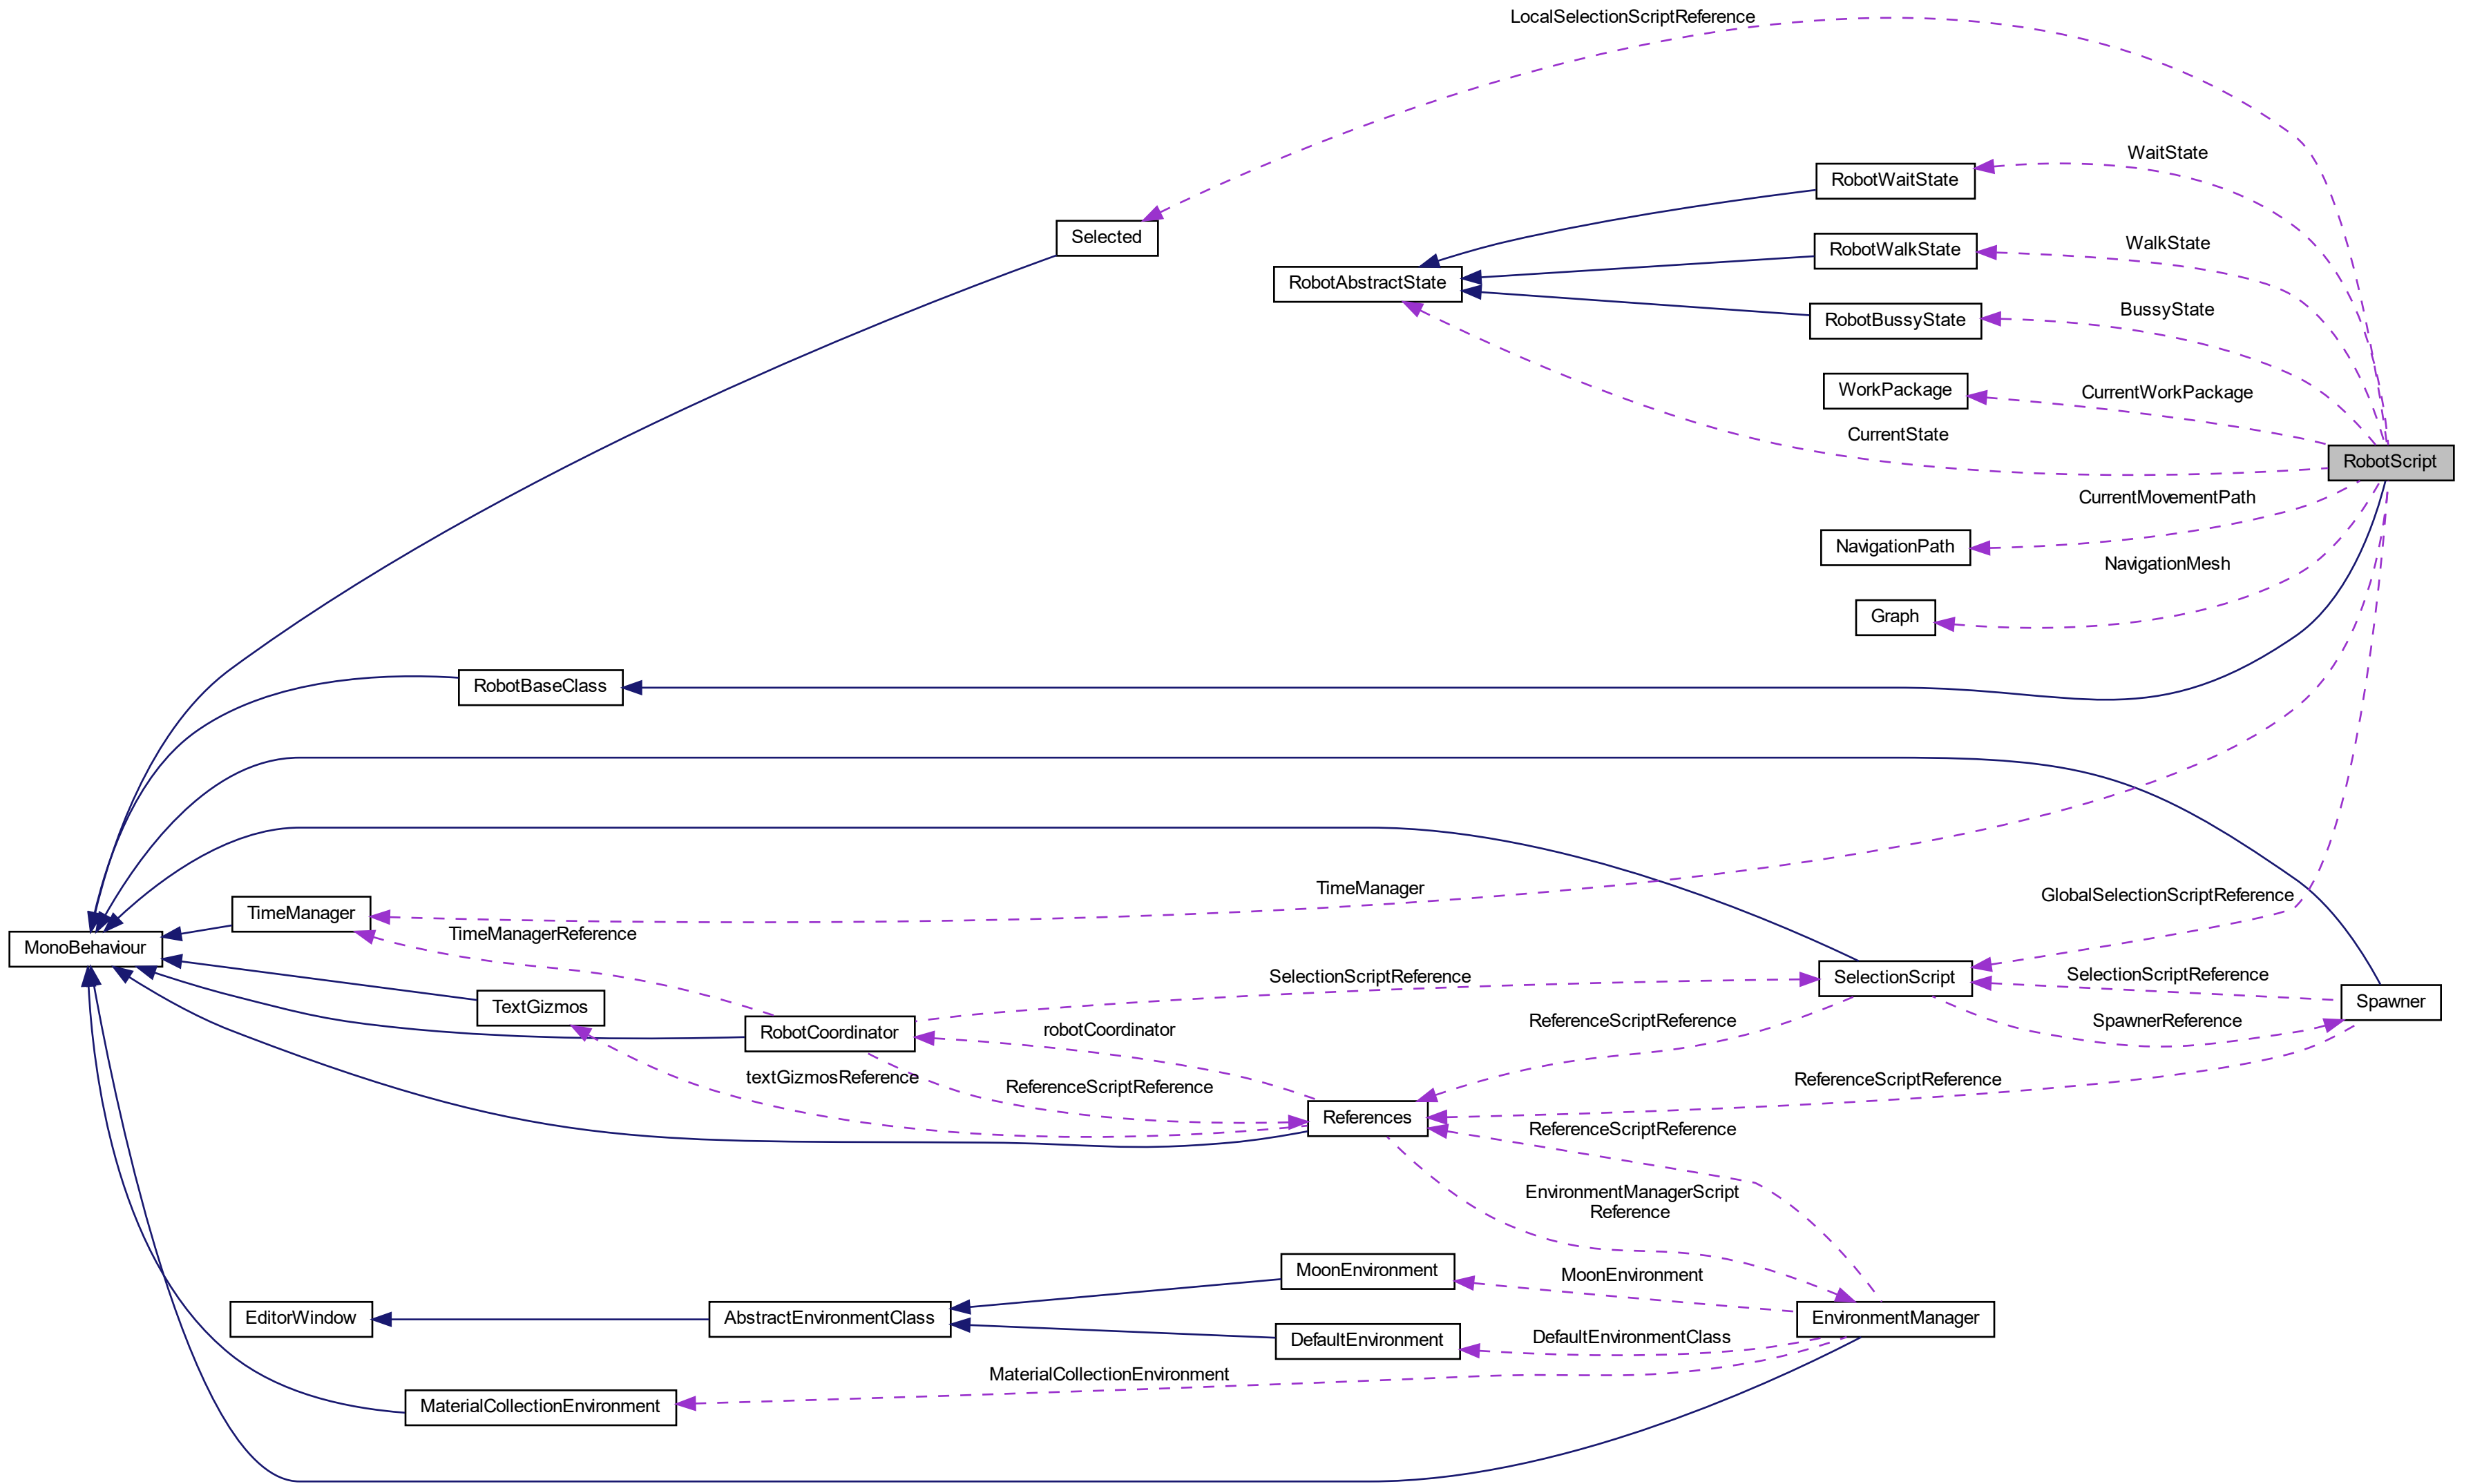 LocalSelectionScriptReference
WaitState
RobotWaitState
Selected
WalkState
RobotWalkState
RobotAbstractState
BussyState
RobotBussyState
WorkPackage
CurrentWorkPackage
CurrentState
RobotScript
CurrentMovementPath
NavigationPath
NavigationMesh
Graph
RobotBaseClass
TimeManager
GlobalSelectionScriptReference
TimeManager
TimeManagerReference
MonoBehaviour
SelectionScriptReference
SelectionScript
SelectionScriptReference
Spawner
TextGizmos
RobotCoordinator
robotCoordinator
ReferenceScriptReference
SpawnerReference
textGizmosReference
ReferenceScriptReference
ReferenceScriptReference
References
ReferenceScriptReference
EnvironmentManagerScript
Reference
MoonEnvironment
MoonEnvironment
EditorWindow
AbstractEnvironmentClass
EnvironmentManager
DefaultEnvironment
DefaultEnvironmentClass
MaterialCollectionEnvironment
MaterialCollectionEnvironment